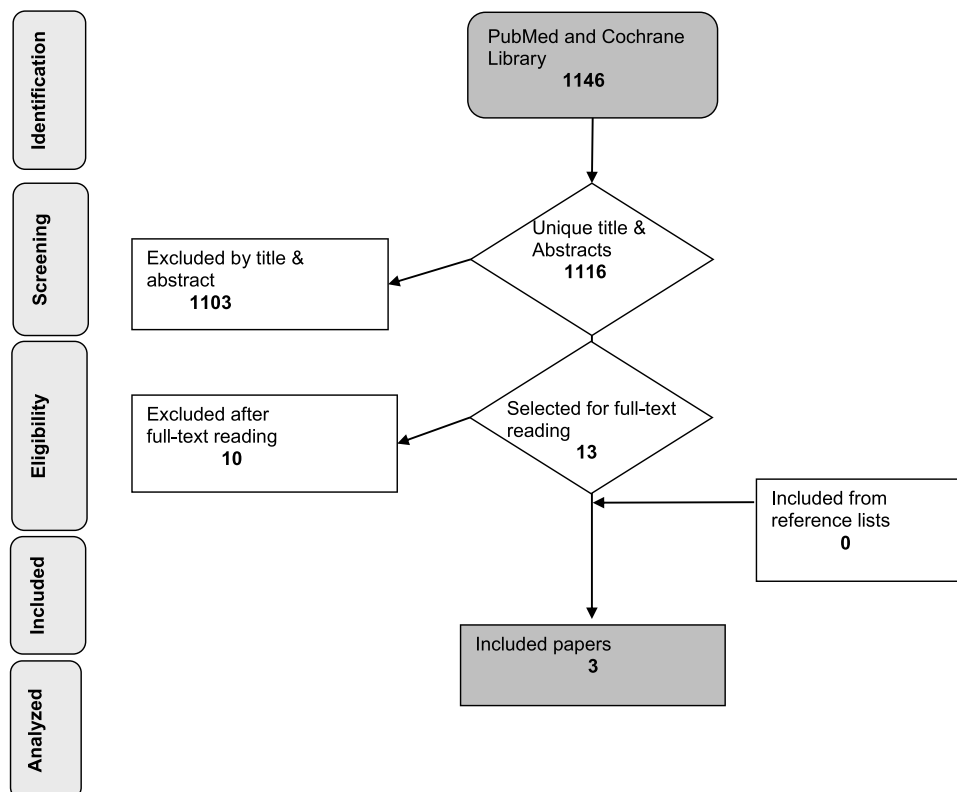 Identification
PubMed and Cochrane
Library
1146
Screening
Unique title &
Abstracts
1116
Excluded by title &
abstract
1103
Eligibility
Selected for full-text
reading
13
Excluded after
full-text reading
10
Included from
reference lists
0
Included
Included papers
3
Analyzed